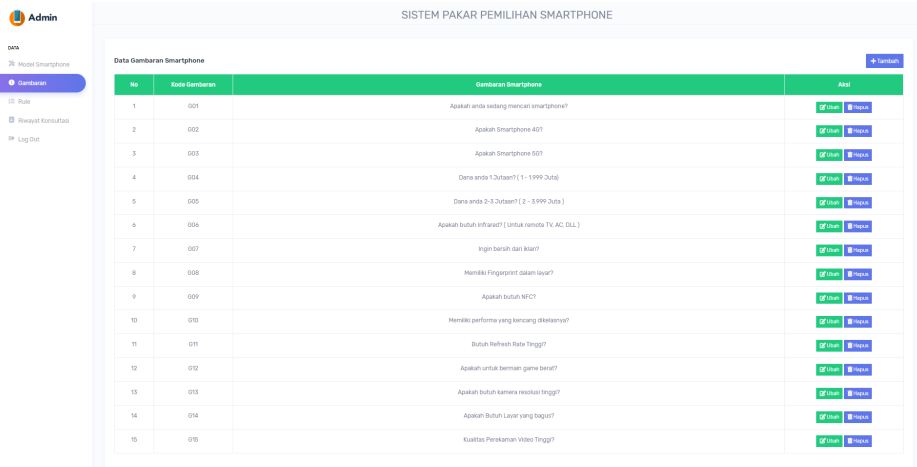 Admin
SISTEM PAKAR PEMILIHAN SMARTPHONE
DATA
Model Smartphone
Gambaran
Rule
Riwayat Konsultasi
Log Out
Data Gambaran Smartphone
+ Tambah
No Kode Gambaran Gambaran Smartphone Aksi
1 G01 Apakah anda sedang mencari smartphone? Ubah Hapus
2 G02 Apakah Smartphone 4G? Ubah Hapus
3 G03 Apakah Smartphone 5G? Ubah Hapus
4 G04 Dana anda 1 Jutaan? ( 1 - 1.999 Juta) Ubah Hapus
5 G05 Dana anda 2-3 Jutaan? ( 2 - 3.999 Juta ) Ubah Hapus
6 G06 Apakah butuh Infrared? ( Untuk remote TV, AC, DLL ) Ubah Hapus
7 G07 Ingin bersih dari iklan? Ubah Hapus
8 G08 Memiliki Fingerprint dalam layar? Ubah Hapus
9 G09 Apakah butuh NFC? Ubah Hapus
10 G10 Memiliki performa yang kencang dikelasnya? Ubah Hapus
11 G11 Butuh Refresh Rate Tinggi? Ubah Hapus
12 G12 Apakah untuk bermain game berat? Ubah Hapus
13 G13 Apakah butuh kamera resolusi tinggi? Ubah Hapus
14 G14 Apakah Butuh Layar yang bagus? Ubah Hapus
15 G15 Kualitas Perekaman Video Tinggi? Ubah Hapus